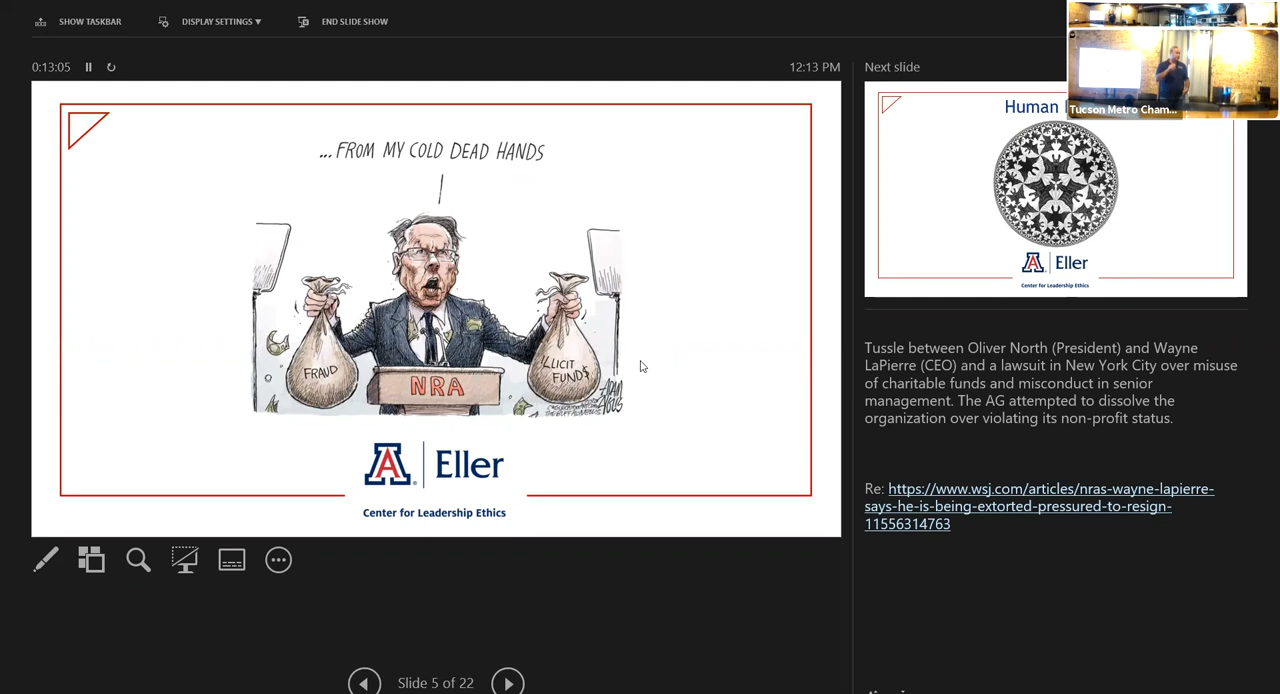 SHOW TASKBAR
DISPLAY SETTINGS ▼
END SLIDE SHOW
0:13:05
12:13 PM
...FROM MY COLD DEAD HANDS
FRAUD
NRA
ILLICIT
FUND$
A. | Eller
Center for Leadership Ethics
Slide 5 of 22
Next slide
Tucson Metro Cham...
Human
A. | Eller
Center for Leadership Ethics
Tussle between Oliver North (President) and Wayne
LaPierre (CEO) and a lawsuit in New York City over misuse
of charitable funds and misconduct in senior
management. The AG attempted to dissolve the
organization over violating its non-profit status.
Re: https://www.wsj.com/articles/nras-wayne-lapierre-
says-he-is-being-extorted-pressured-to-resign-
11556314763